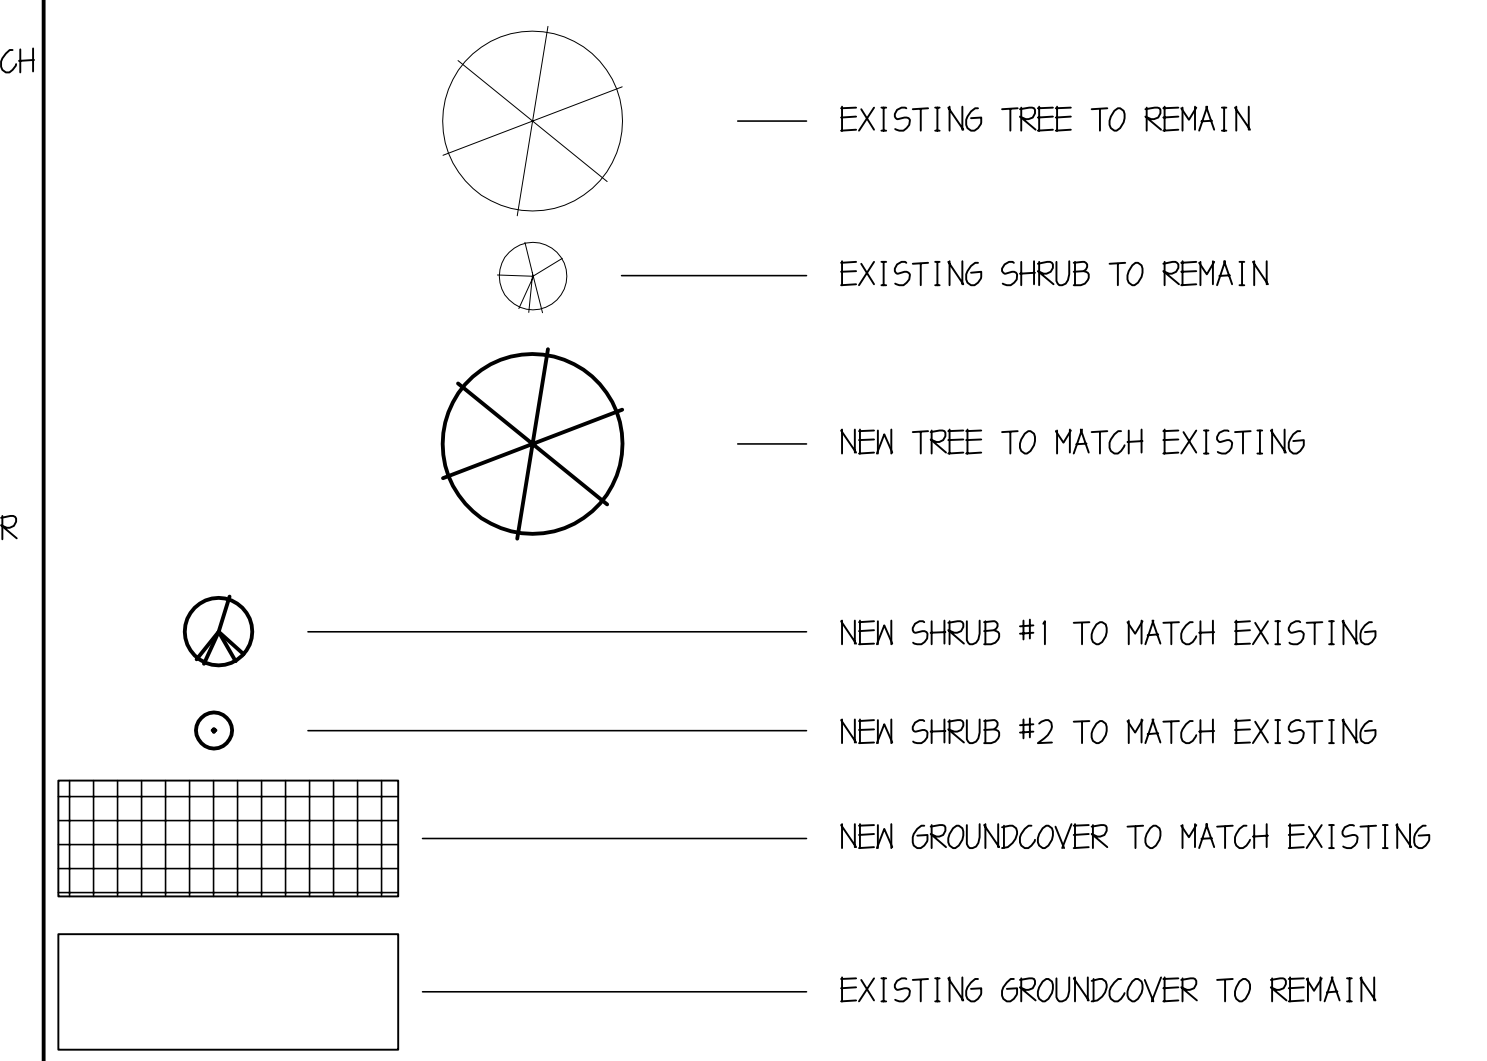 CH
EXISTING TREE TO REMAIN
EXISTING SHRUB TO REMAIN
NEW TREE TO MATCH EXISTING
R
NEW SHRUB #1 TO MATCH EXISTING
NEW SHRUB #2 TO MATCH EXISTING
NEW GROUNDCOVER TO MATCH EXISTING
EXISTING GROUNDCOVER TO REMAIN